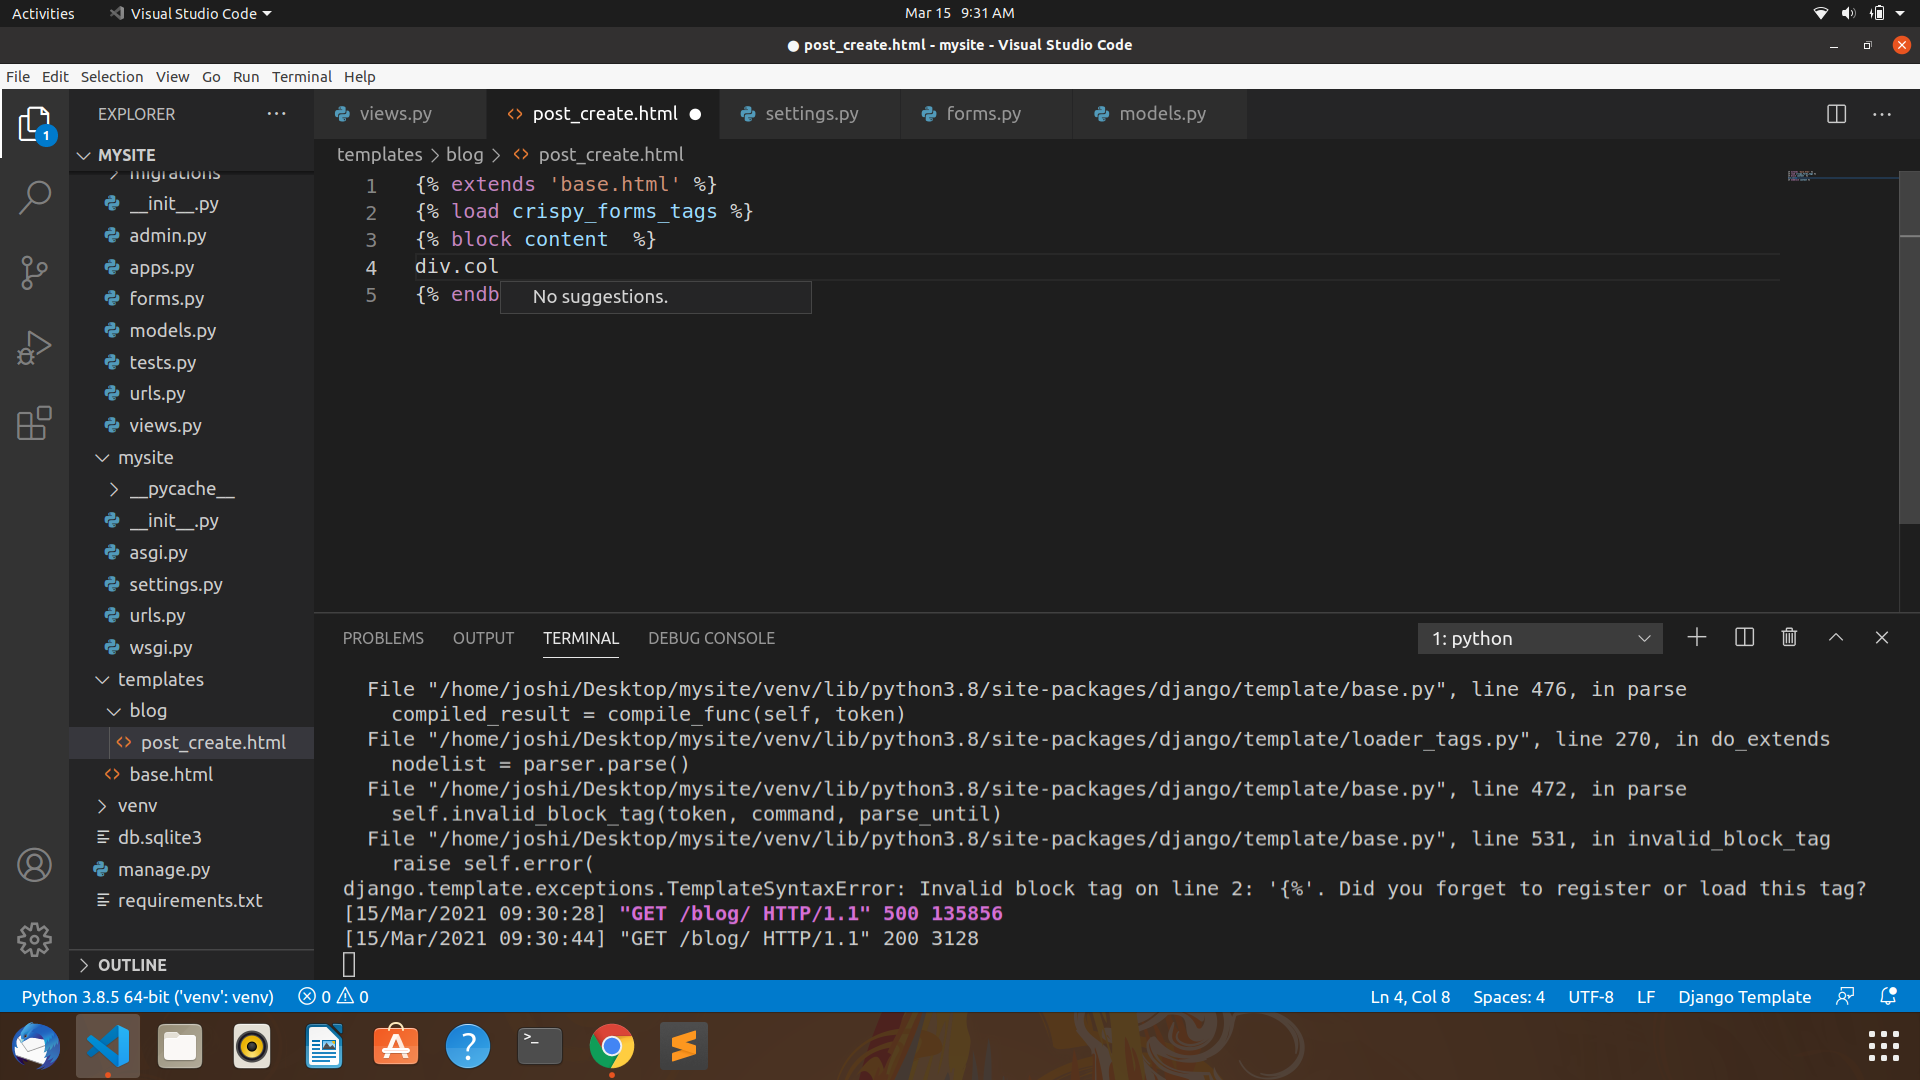 Activities Visual Studio Code Mar 15 9:31 AM
post_create.html - mysite - Visual Studio Code
File Edit Selection View Go Run Terminal Help
1
EXPLORER
MYSITE
migrations
__init__.py
admin.py
apps.py
forms.py
models.py
tests.py
urls.py
views.py
mysite
__pycache__
__init__.py
asgi.py
settings.py
urls.py
wsgi.py
templates
blog
post_create.html
base.html
venv
db.sqlite3
manage.py
requirements.txt
OUTLINE
views.py post_create.html settings.py forms.py models.py
templates > blog > post_create.html
1 {% extends 'base.html' %}
2 {% load crispy_forms_tags %}
3 {% block content  %}
4 div.col
5 {% endb
No suggestions.
PROBLEMS OUTPUT TERMINAL DEBUG CONSOLE 1: python
File "/home/joshi/Desktop/mysite/venv/lib/python3.8/site-packages/django/template/base.py", line 476, in parse
compiled_result = compile_func(self, token)
File "/home/joshi/Desktop/mysite/venv/lib/python3.8/site-packages/django/template/loader_tags.py", line 270, in do_extends
nodelist = parser.parse()
File "/home/joshi/Desktop/mysite/venv/lib/python3.8/site-packages/django/template/base.py", line 472, in parse
self.invalid_block_tag(token, command, parse_until)
File "/home/joshi/Desktop/mysite/venv/lib/python3.8/site-packages/django/template/base.py", line 531, in invalid_block_tag
raise self.error(
django.template.exceptions.TemplateSyntaxError: Invalid block tag on line 2: '{%'. Did you forget to register or load this tag?
[15/Mar/2021 09:30:28] "GET /blog/ HTTP/1.1" 500 135856
[15/Mar/2021 09:30:44] "GET /blog/ HTTP/1.1" 200 3128
Python 3.8.5 64-bit ('venv': venv) 0 0 Ln 4, Col 8 Spaces: 4 UTF-8 LF Django Template